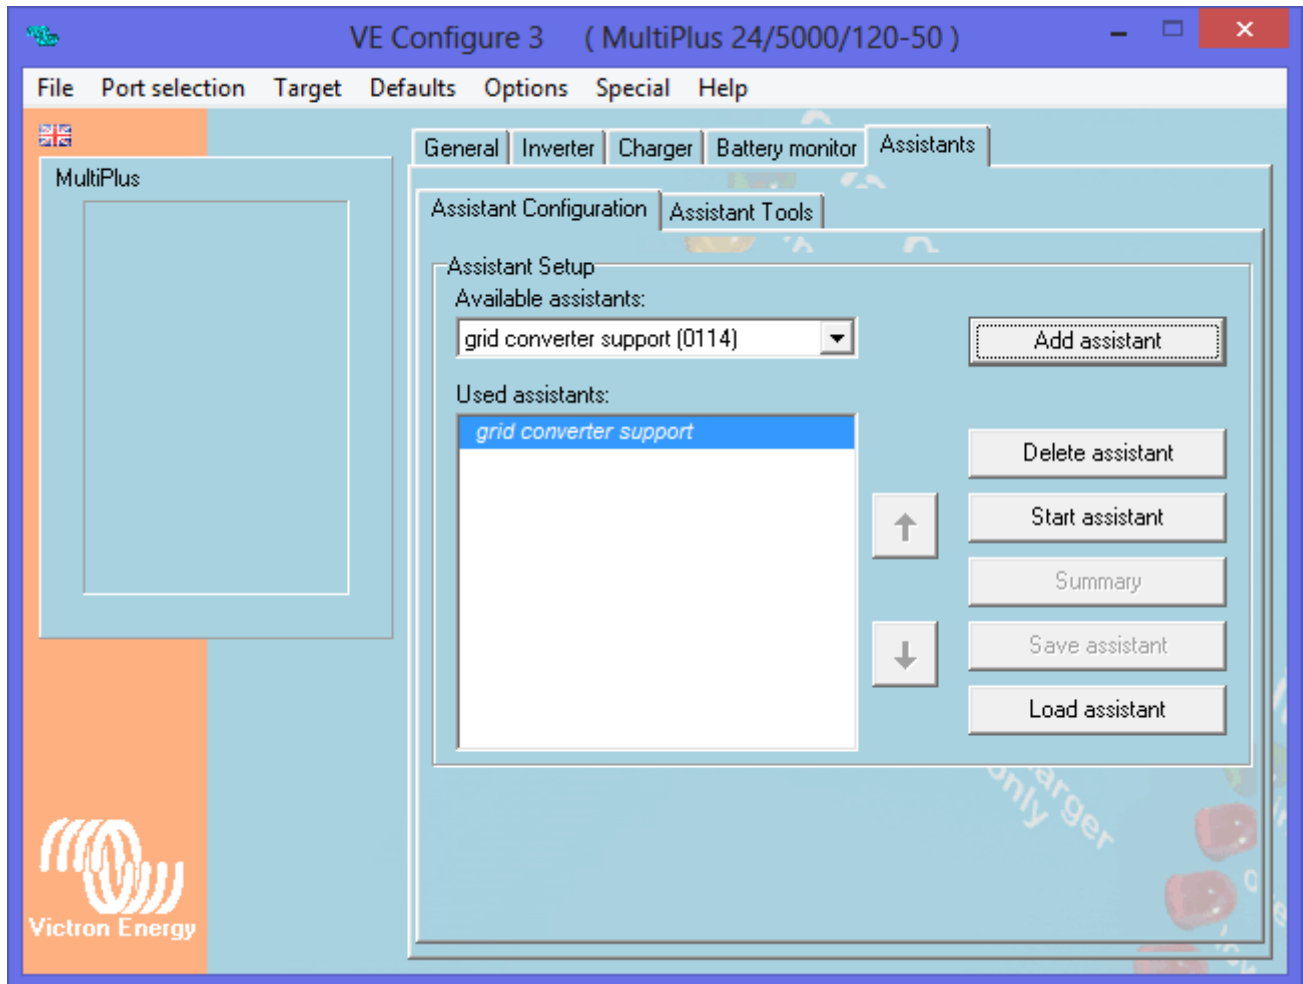 VE Configure 3 ( MultiPlus 24/5000/120-50 )
File Port selection Target Defaults Options Special Help
General Inverter Charger Battery monitor Assistants
MultiPlus
Assistant Configuration Assistant Tools
Assistant Setup
Available assistants:
grid converter support (0114)
Add assistant
Used assistants:
grid converter support
Delete assistant
Start assistant
Summary
Save assistant
Load assistant
only
Victron Energy